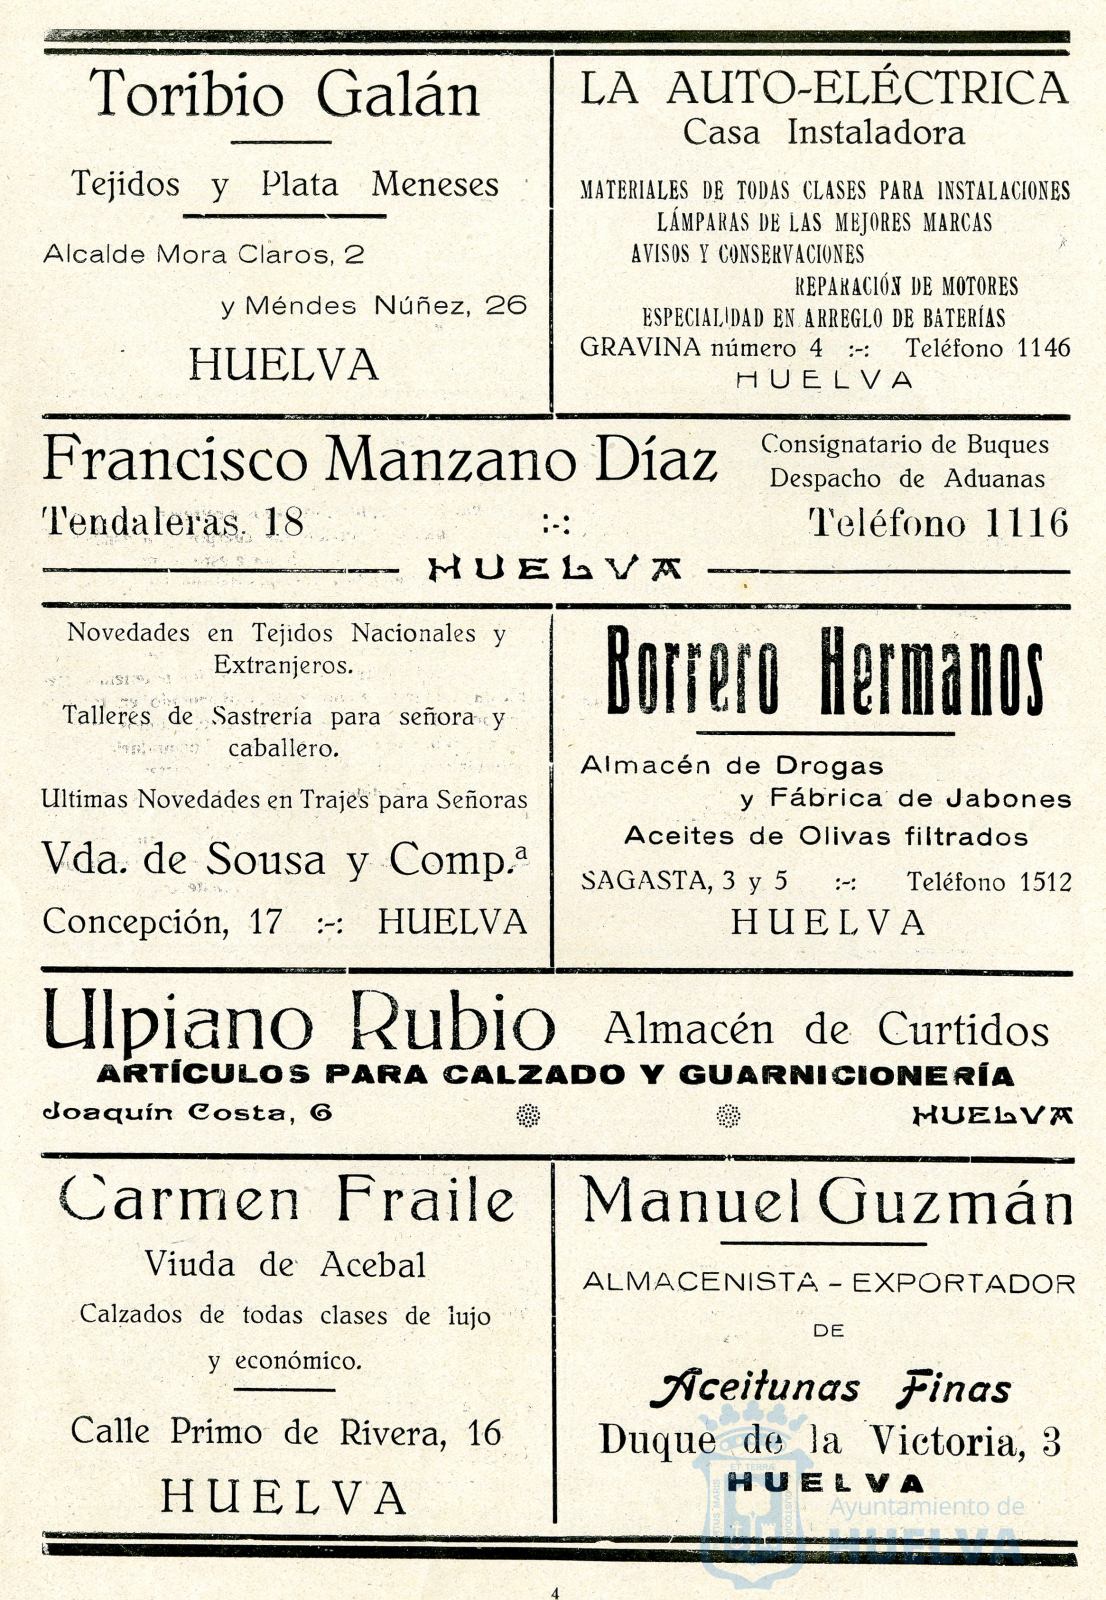 Toribio Galán
Tejidos y Plata Meneses
Alcalde Mora Claros, 2
y Méndes Núñez, 26
HUELVA
LA AUTO-ELÉCTRICA
Casa Instaladora
MATERIALES DE TODAS CLASES PARA INSTALACIONES
LÁMPARAS DE LAS MEJORES MARCAS
AVISOS Y CONSERVACIONES
REPARACIÓN DE MOTORES
ESPECIALIDAD EN ARREGLO DE BATERÍAS
GRAVINA número 4 :-: Teléfono 1146
HUELVA
Francisco Manzano Díaz
Consignatario de Buques
Despacho de Aduanas
Tendaleras, 18 :-: Teléfono 1116
HUELVA
Novedades en Tejidos Nacionales y
Extranjeros.
Talleres de Sastrería para señora y
caballero.
Ultimas Novedades en Trajes para Señoras
Vda. de Sousa y Comp.ª
Concepción, 17 :-: HUELVA
Borrero Hermanos
Almacén de Drogas
y Fábrica de Jabones
Aceites de Olivas filtrados
SAGASTA, 3 y 5 :-: Teléfono 1512
HUELVA
Ulpiano Rubio Almacén de Curtidos
ARTÍCULOS PARA CALZADO Y GUARNICIONERÍA
Joaquín Costa, 6 HUELVA
Carmen Fraile
Viuda de Acebal
Calzados de todas clases de lujo
y económico.
Calle Primo de Rivera, 16
HUELVA
Manuel Guzmán
ALMACENISTA - EXPORTADOR
DE
Aceitunas Finas
Duque de la Victoria, 3
HUELVA
Ayuntamiento de
HUELVA
4